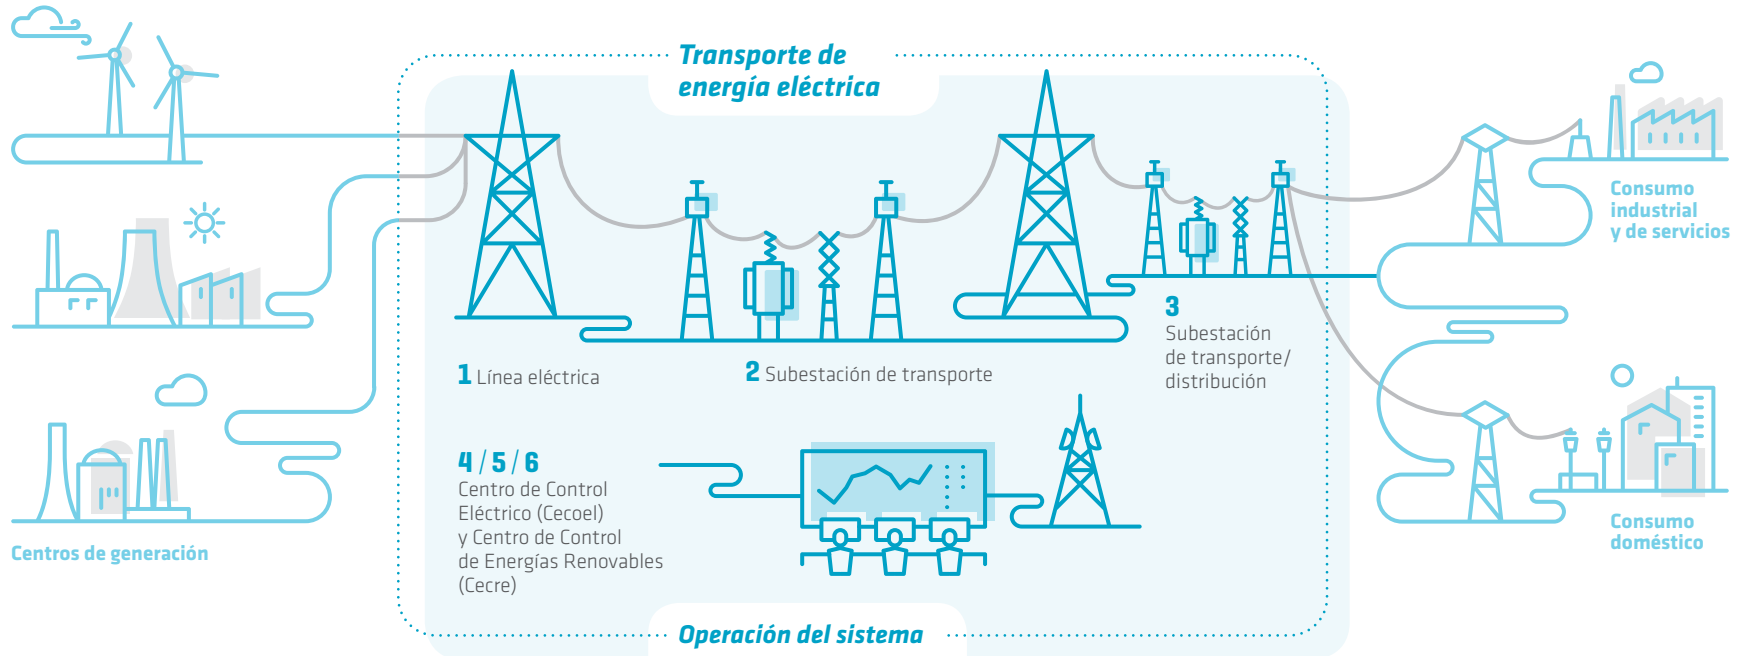 Transporte de
energía eléctrica
Consumo
industrial
y de servicios
3
Subestación
de transporte/
distribución
1 Línea eléctrica
2 Subestación de transporte
4 / 5 / 6
Centro de Control
Eléctrico (Cecoel)
y Centro de Control
de Energías Renovables
(Cecre)
Centros de generación
Consumo
doméstico
Operación del sistema